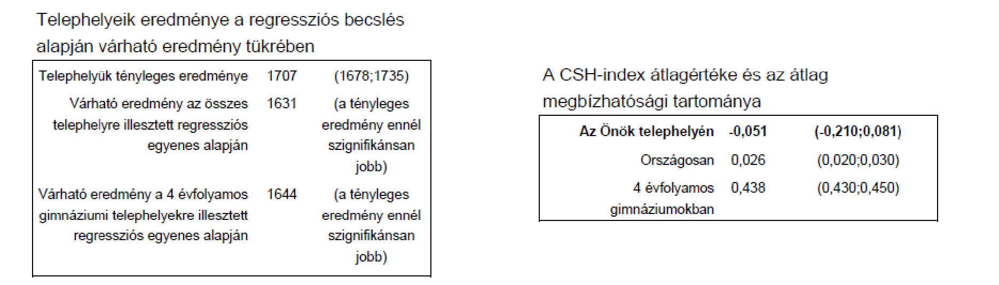 Telephelyeik eredménye a regressziós becslés
alapján várható eredmény tükrében
Telephelyük tényleges eredménye 1707 (1678;1735)
Várható eredmény az összes 1631 (a tényleges
telephelyre illesztett regressziós eredmény ennél
egyenes alapján szignifikánsan
jobb)
Várható eredmény a 4 évfolyamos 1644 (a tényleges
gimnáziumi telephelyekre illesztett eredmény ennél
regressziós egyenes alapján szignifikánsan
jobb)
A CSH-index átlagértéke és az átlag
megbízhatósági tartománya
Az Önök telephelyén -0,051 (-0,210;0,081)
Országosan 0,026 (0,020;0,030)
4 évfolyamos 0,438 (0,430;0,450)
gimnáziumokban